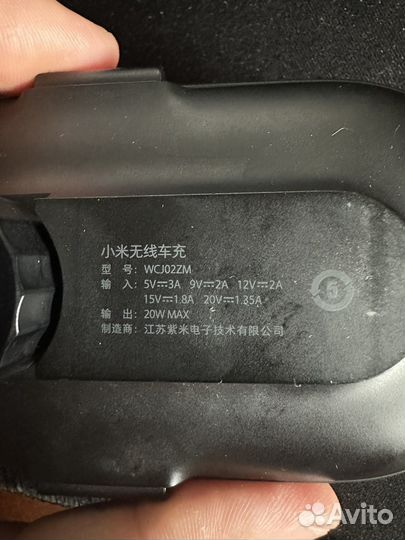 小米无线车充
型 号： WCJ02ZM
输 入： 5V⎓3A 9V⎓2A 12V⎓2A
15V⎓1.8A 20V⎓1.35A
输 出： 20W MAX
制造商： 江苏紫米电子技术有限公司
6
Avito